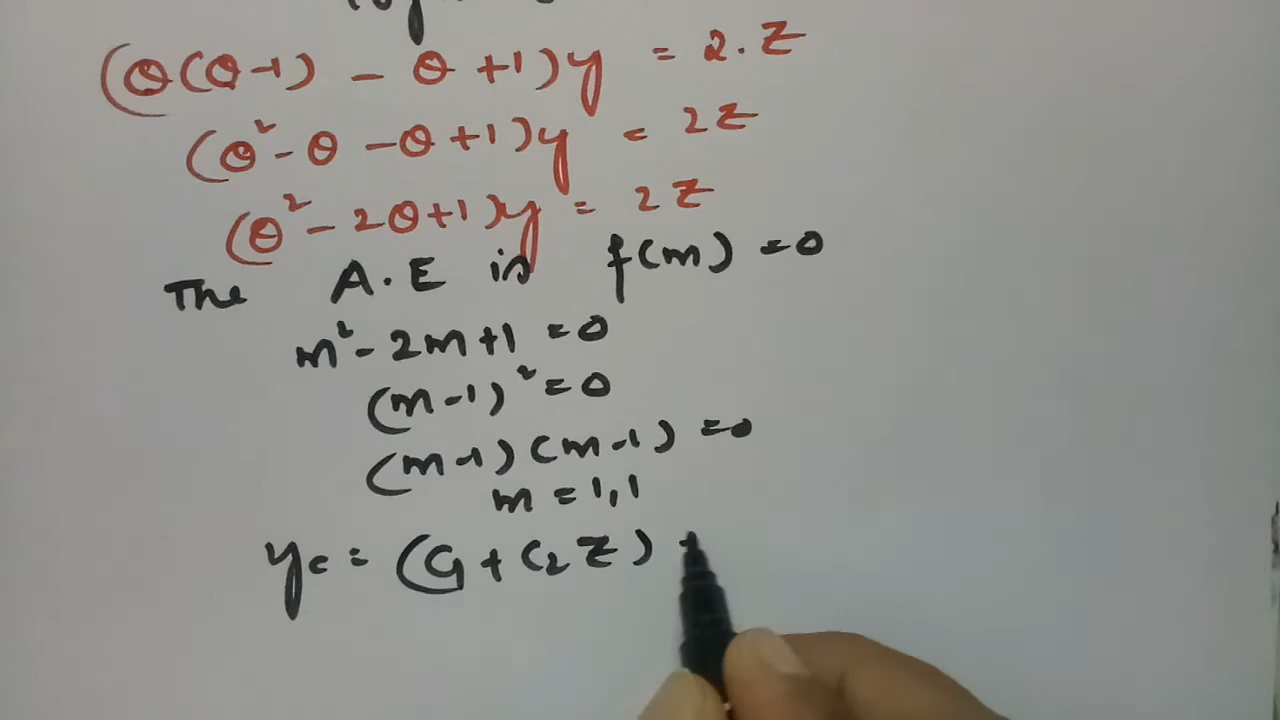 (θ(θ-1) - θ +1)y = 2.Z
(θ² - θ - θ +1)y = 2Z
(θ² - 2θ+1)y = 2Z
The A.E is f(m) = 0
m² - 2m+1 = 0
(m-1)² = 0
(m-1)(m-1) = 0
m = 1,1
yc = (C1 + C2 Z)